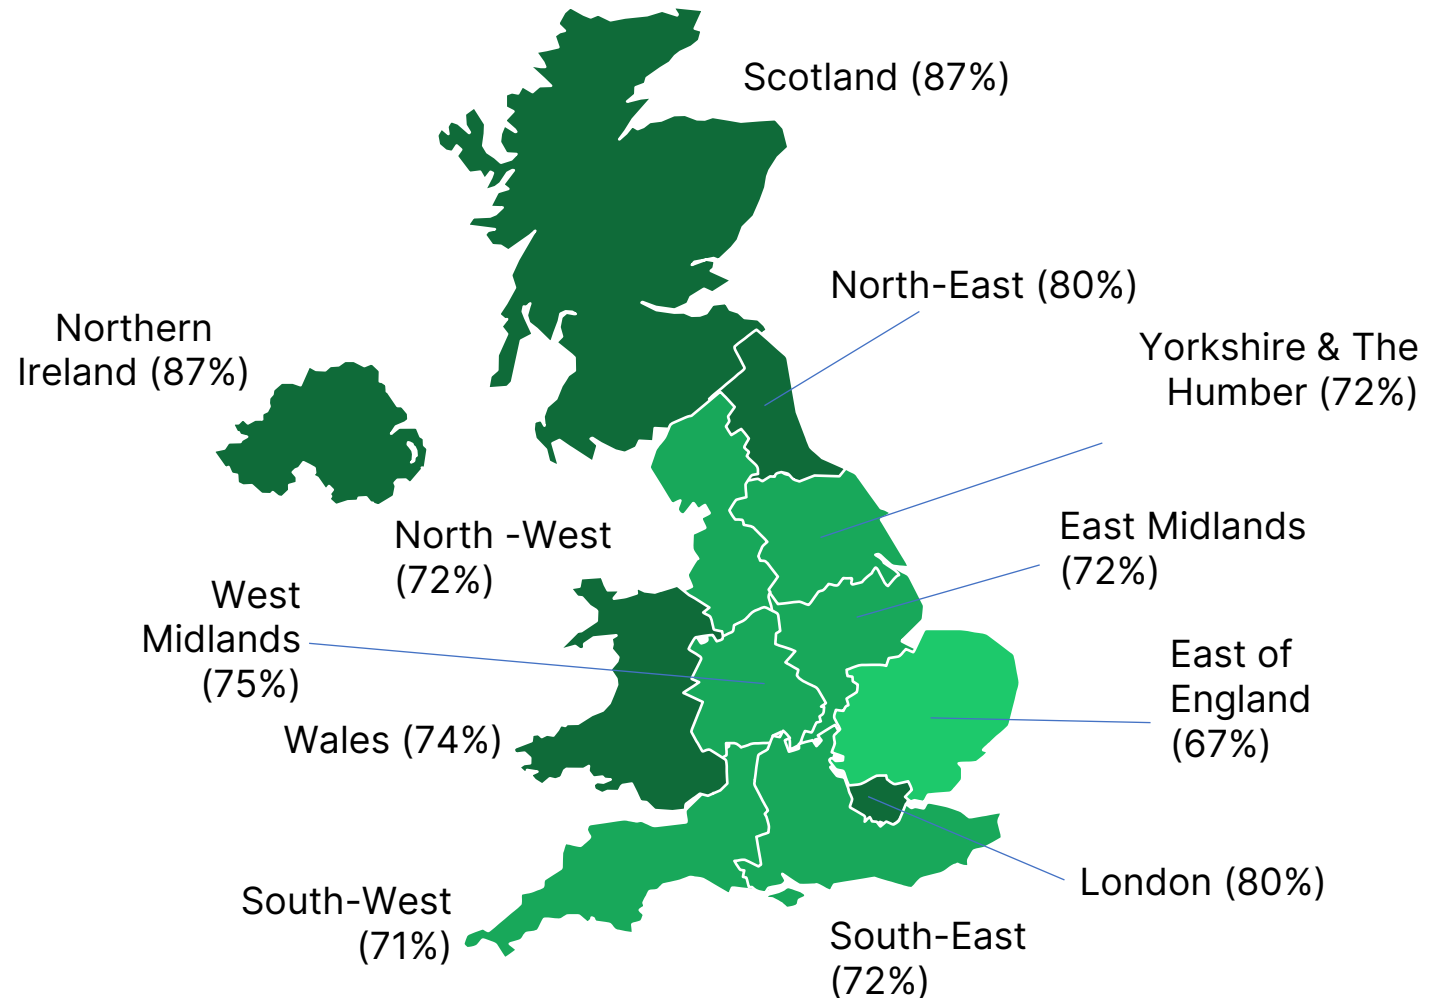 Scotland (87%)
North-East (80%)
Northern
Ireland (87%)
Yorkshire & The
Humber (72%)
North -West
(72%)
East Midlands
(72%)
West
Midlands
(75%)
East of
England
(67%)
Wales (74%)
London (80%)
South-West
(71%)
South-East
(72%)